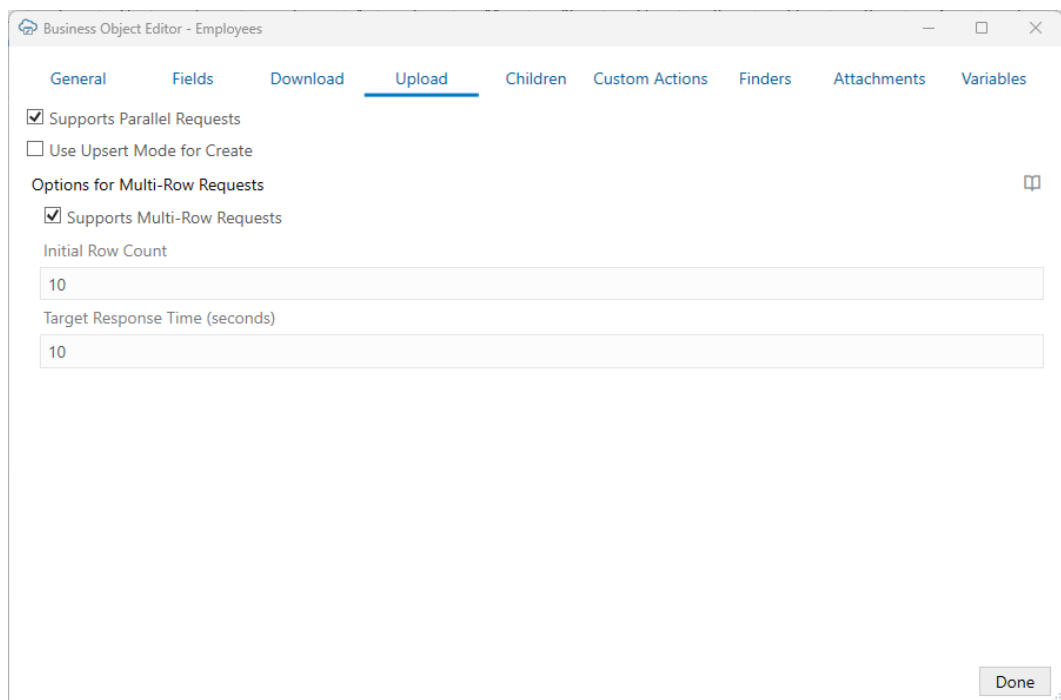 Business Object Editor - Employees
General Fields Download Upload Children Custom Actions Finders Attachments Variables
Supports Parallel Requests
Use Upsert Mode for Create
Options for Multi-Row Requests
Supports Multi-Row Requests
Initial Row Count
10
Target Response Time (seconds)
10
Done